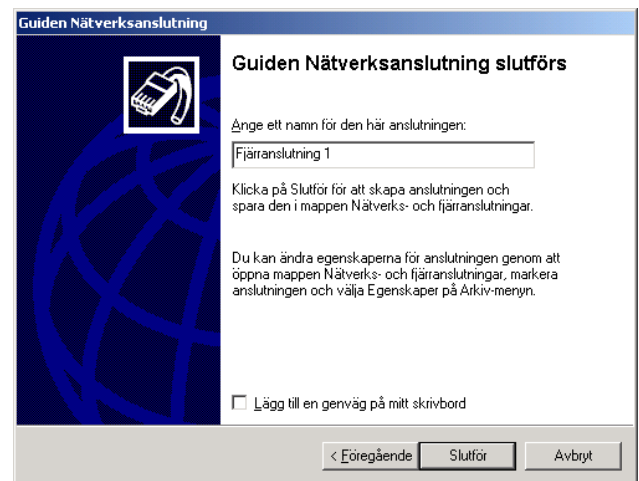 Guiden Nätverksanslutning
Guiden Nätverksanslutning slutförs
Ange ett namn för den här anslutningen:
Fjärranslutning 1
Klicka på Slutför för att skapa anslutningen och
spara den i mappen Nätverks- och fjärranslutningar.
Du kan ändra egenskaperna för anslutningen genom att
öppna mappen Nätverks- och fjärranslutningar, markera
anslutningen och välja Egenskaper på Arkiv-menyn.
Lägg till en genväg på mitt skrivbord
< Föregående
Slutför
Avbryt